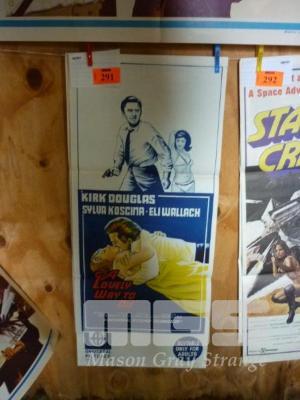 291
292
KIRK DOUGLAS
SYLVA KOSCINA · ELI WALLACH
A LOVELY
WAY TO
SUITABLE
ONLY FOR
ADULTS
A Space Adv
STA
CR
MGS
Mason Gray Strange